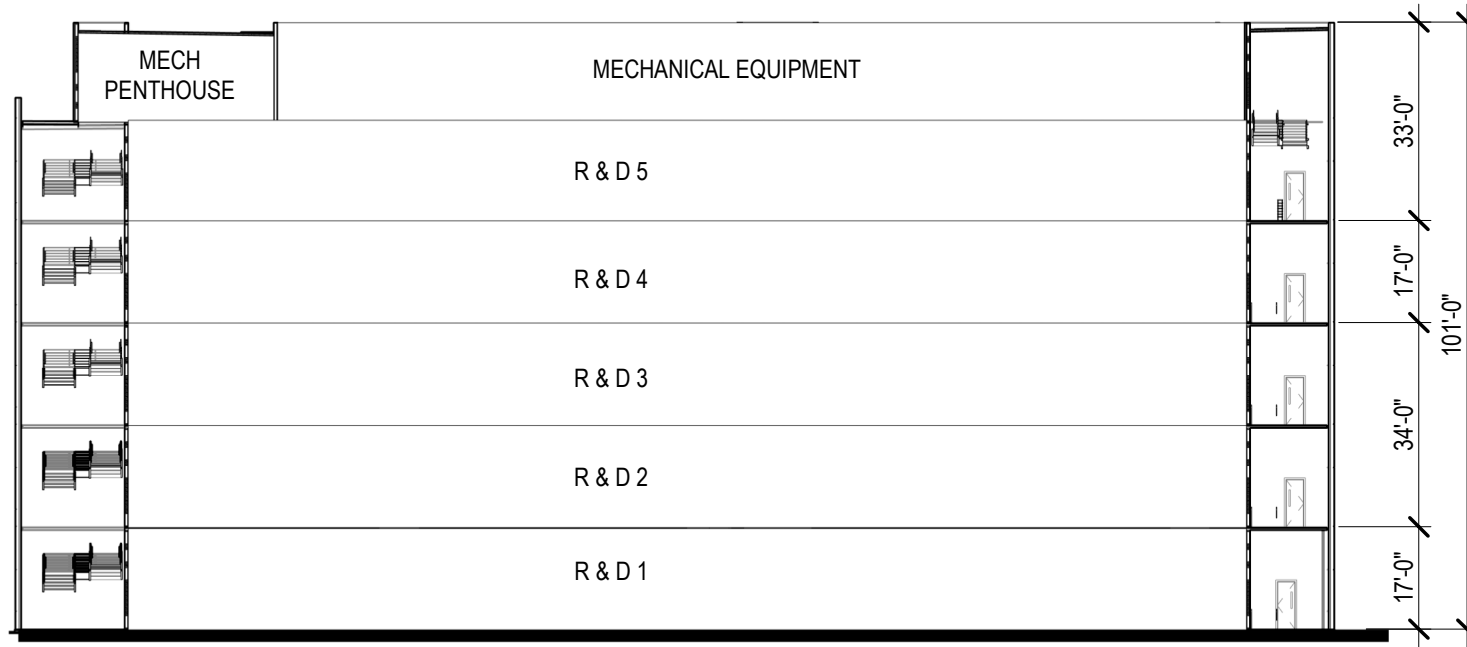 MECH
PENTHOUSE
MECHANICAL EQUIPMENT
33'-0"
R & D 5
R & D 4
17'-0"
101'-0"
R & D 3
34'-0"
R & D 2
R & D 1
17'-0"